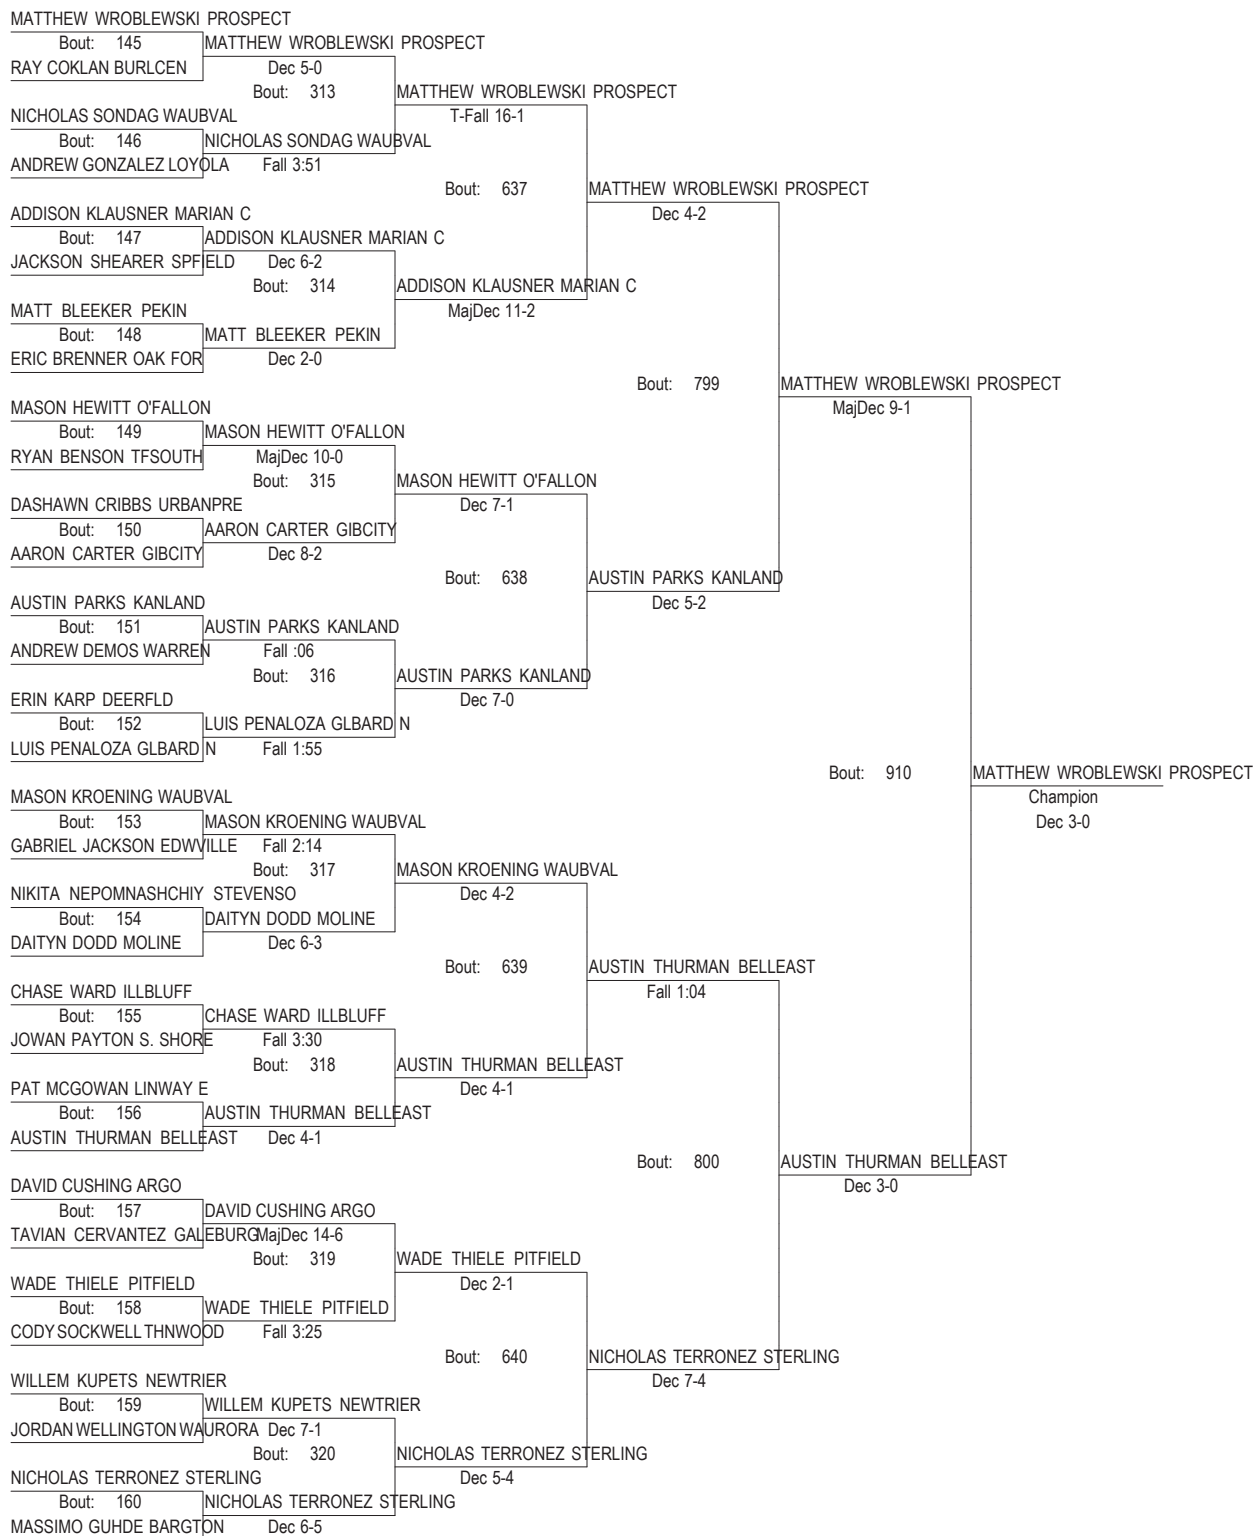 MATTHEW WROBLEWSKI PROSPECT
Bout: 145 MATTHEW WROBLEWSKI PROSPECT
RAY COKLAN BURLCEN Dec 5-0
Bout: 313 MATTHEW WROBLEWSKI PROSPECT
NICHOLAS SONDAG WAUBVAL T-Fall 16-1
Bout: 146 NICHOLAS SONDAG WAUBVAL
ANDREW GONZALEZ LOYOLA Fall 3:51
Bout: 637 MATTHEW WROBLEWSKI PROSPECT
ADDISON KLAUSNER MARIAN C Dec 4-2
Bout: 147 ADDISON KLAUSNER MARIAN C
JACKSON SHEARER SPFIELD Dec 6-2
Bout: 314 ADDISON KLAUSNER MARIAN C
MATT BLEEKER PEKIN MajDec 11-2
Bout: 148 MATT BLEEKER PEKIN
ERIC BRENNER OAK FOR Dec 2-0
Bout: 799 MATTHEW WROBLEWSKI PROSPECT
MASON HEWITT O'FALLON MajDec 9-1
Bout: 149 MASON HEWITT O'FALLON
RYAN BENSON TFSOUTH MajDec 10-0
Bout: 315 MASON HEWITT O'FALLON
DASHAWN CRIBBS URBANPRE Dec 7-1
Bout: 150 AARON CARTER GIBCITY
AARON CARTER GIBCITY Dec 8-2
Bout: 638 AUSTIN PARKS KANLAND
AUSTIN PARKS KANLAND Dec 5-2
Bout: 151 AUSTIN PARKS KANLAND
ANDREW DEMOS WARREN Fall :06
Bout: 316 AUSTIN PARKS KANLAND
ERIN KARP DEERFLD Dec 7-0
Bout: 152 LUIS PENALOZA GLBARD N
LUIS PENALOZA GLBARD N Fall 1:55
Bout: 910 MATTHEW WROBLEWSKI PROSPECT
MASON KROENING WAUBVAL Champion
Bout: 153 MASON KROENING WAUBVAL Dec 3-0
GABRIEL JACKSON EDWVILLE Fall 2:14
Bout: 317 MASON KROENING WAUBVAL
NIKITA NEPOMNASHCHIY STEVENSO Dec 4-2
Bout: 154 DAITYN DODD MOLINE
DAITYN DODD MOLINE Dec 6-3
Bout: 639 AUSTIN THURMAN BELLEAST
CHASE WARD ILLBLUFF Fall 1:04
Bout: 155 CHASE WARD ILLBLUFF
JOWAN PAYTON S. SHORE Fall 3:30
Bout: 318 AUSTIN THURMAN BELLEAST
PAT MCGOWAN LINWAY E Dec 4-1
Bout: 156 AUSTIN THURMAN BELLEAST
AUSTIN THURMAN BELLEAST Dec 4-1
Bout: 800 AUSTIN THURMAN BELLEAST
DAVID CUSHING ARGO Dec 3-0
Bout: 157 DAVID CUSHING ARGO
TAVIAN CERVANTEZ GALEBURG MajDec 14-6
Bout: 319 WADE THIELE PITFIELD
WADE THIELE PITFIELD Dec 2-1
Bout: 158 WADE THIELE PITFIELD
CODY SOCKWELL THNWOOD Fall 3:25
Bout: 640 NICHOLAS TERRONEZ STERLING
WILLEM KUPETS NEWTRIER Dec 7-4
Bout: 159 WILLEM KUPETS NEWTRIER
JORDAN WELLINGTON WAURORA Dec 7-1
Bout: 320 NICHOLAS TERRONEZ STERLING
NICHOLAS TERRONEZ STERLING Dec 5-4
Bout: 160 NICHOLAS TERRONEZ STERLING
MASSIMO GUHDE BARGTON Dec 6-5